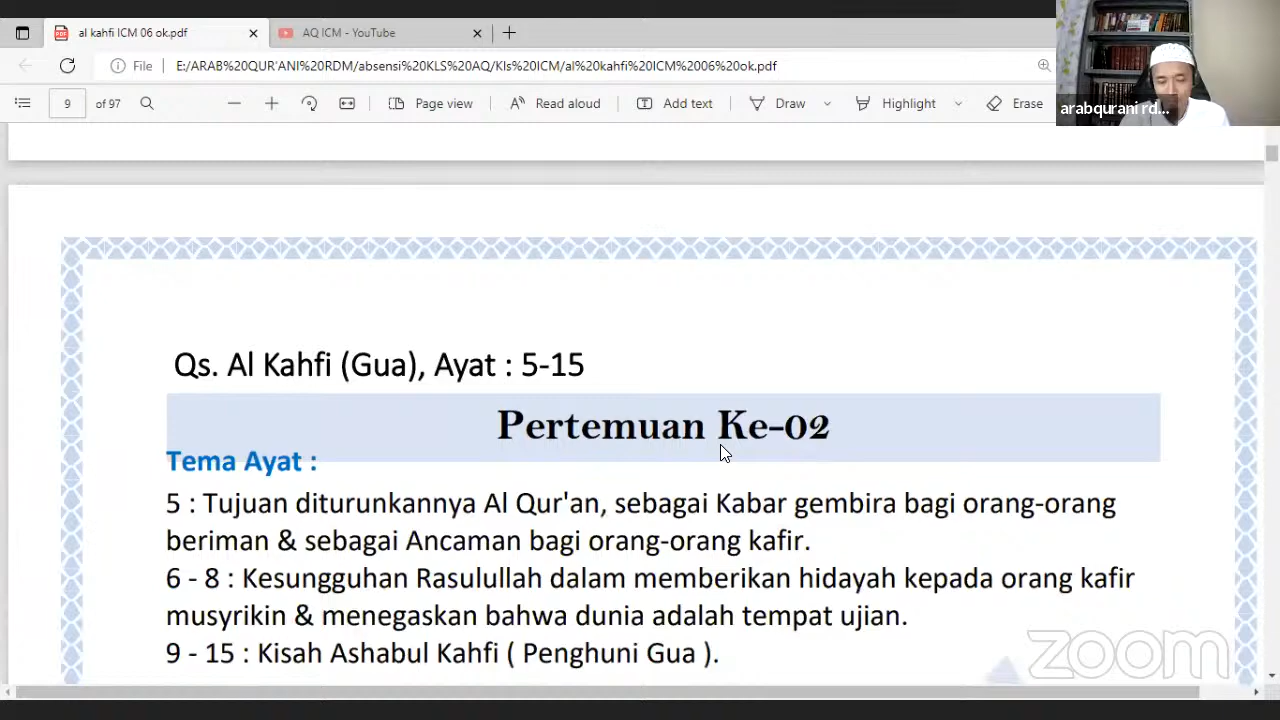 al kahfi ICM 06 ok.pdf
AQ ICM - YouTube
File
E:/ARAB%20QUR'ANI%20RDM/absensi%20KLS%20AQ/Kls%20ICM/al%20kahfi%20ICM%2006%20ok.pdf
arabqurani rd...
9 of 97
Page view
Read aloud
Add text
Draw
Highlight
Erase
Qs. Al Kahfi (Gua), Ayat : 5-15
Pertemuan Ke-02
Tema Ayat :
5 : Tujuan diturunkannya Al Qur'an, sebagai Kabar gembira bagi orang-orang
beriman & sebagai Ancaman bagi orang-orang kafir.
6 - 8 : Kesungguhan Rasulullah dalam memberikan hidayah kepada orang kafir
musyrikin & menegaskan bahwa dunia adalah tempat ujian.
9 - 15 : Kisah Ashabul Kahfi ( Penghuni Gua ).
zoom